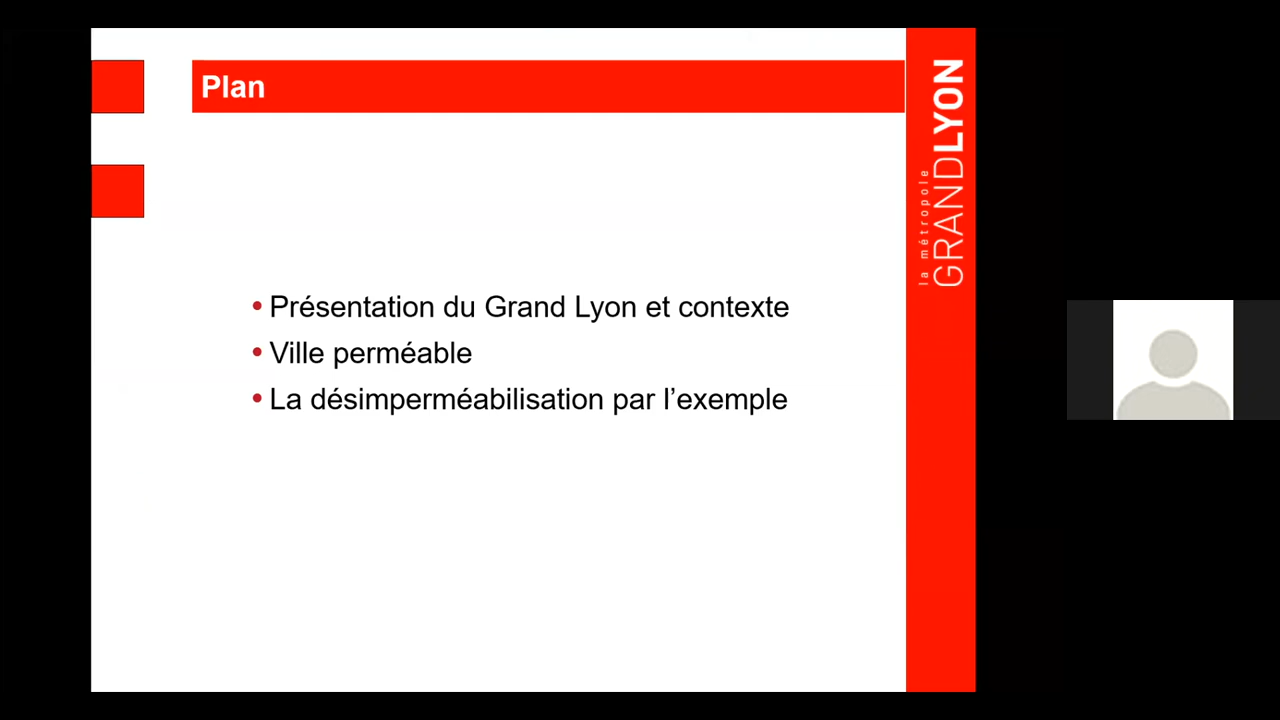 Plan
• Présentation du Grand Lyon et contexte
• Ville perméable
• La désimperméabilisation par l’exemple
la métropole
GRANDLYON